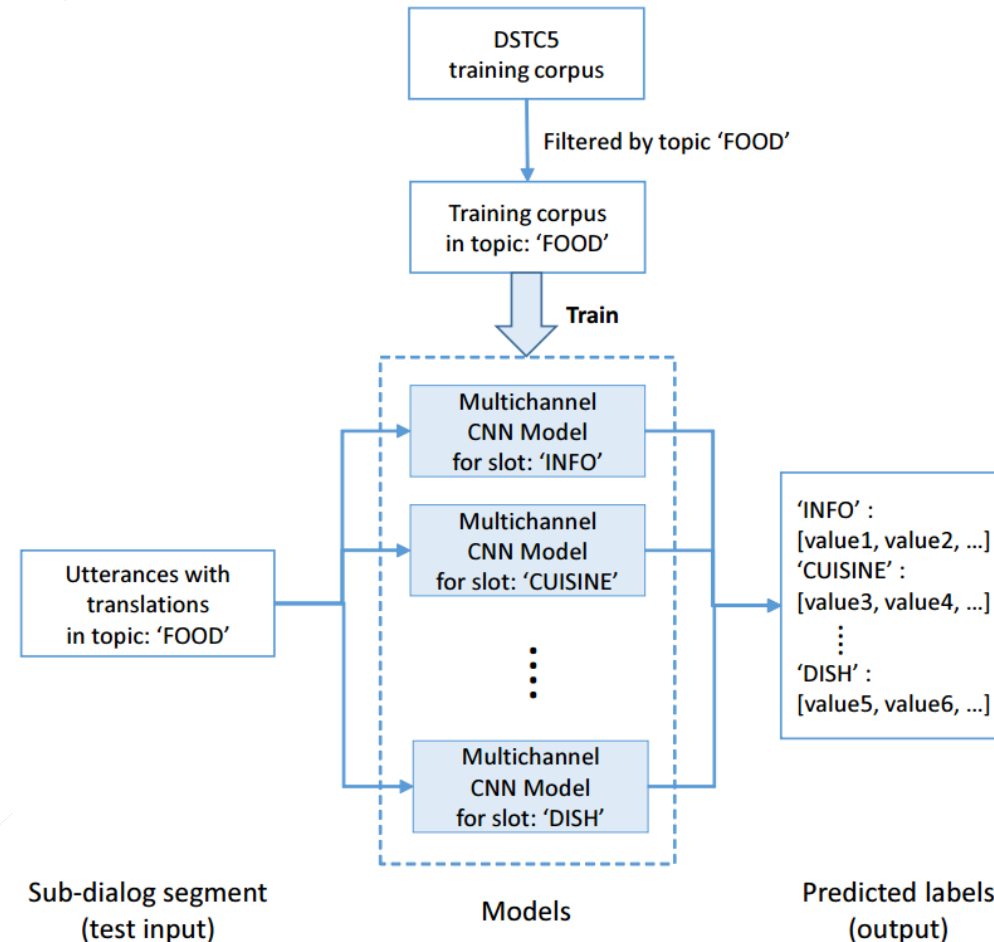 DSTC5
training corpus
Filtered by topic ‘FOOD’
Training corpus
in topic: ‘FOOD’
Train
Multichannel
CNN Model
for slot: ‘INFO’
Multichannel
CNN Model
for slot: ‘CUISINE’
Multichannel
CNN Model
for slot: ‘DISH’
Utterances with
translations
in topic: ‘FOOD’
‘INFO’ :
[value1, value2, ...]
‘CUISINE’ :
[value3, value4, ...]
‘DISH’ :
[value5, value6, ...]
Sub-dialog segment
(test input)
Models
Predicted labels
(output)